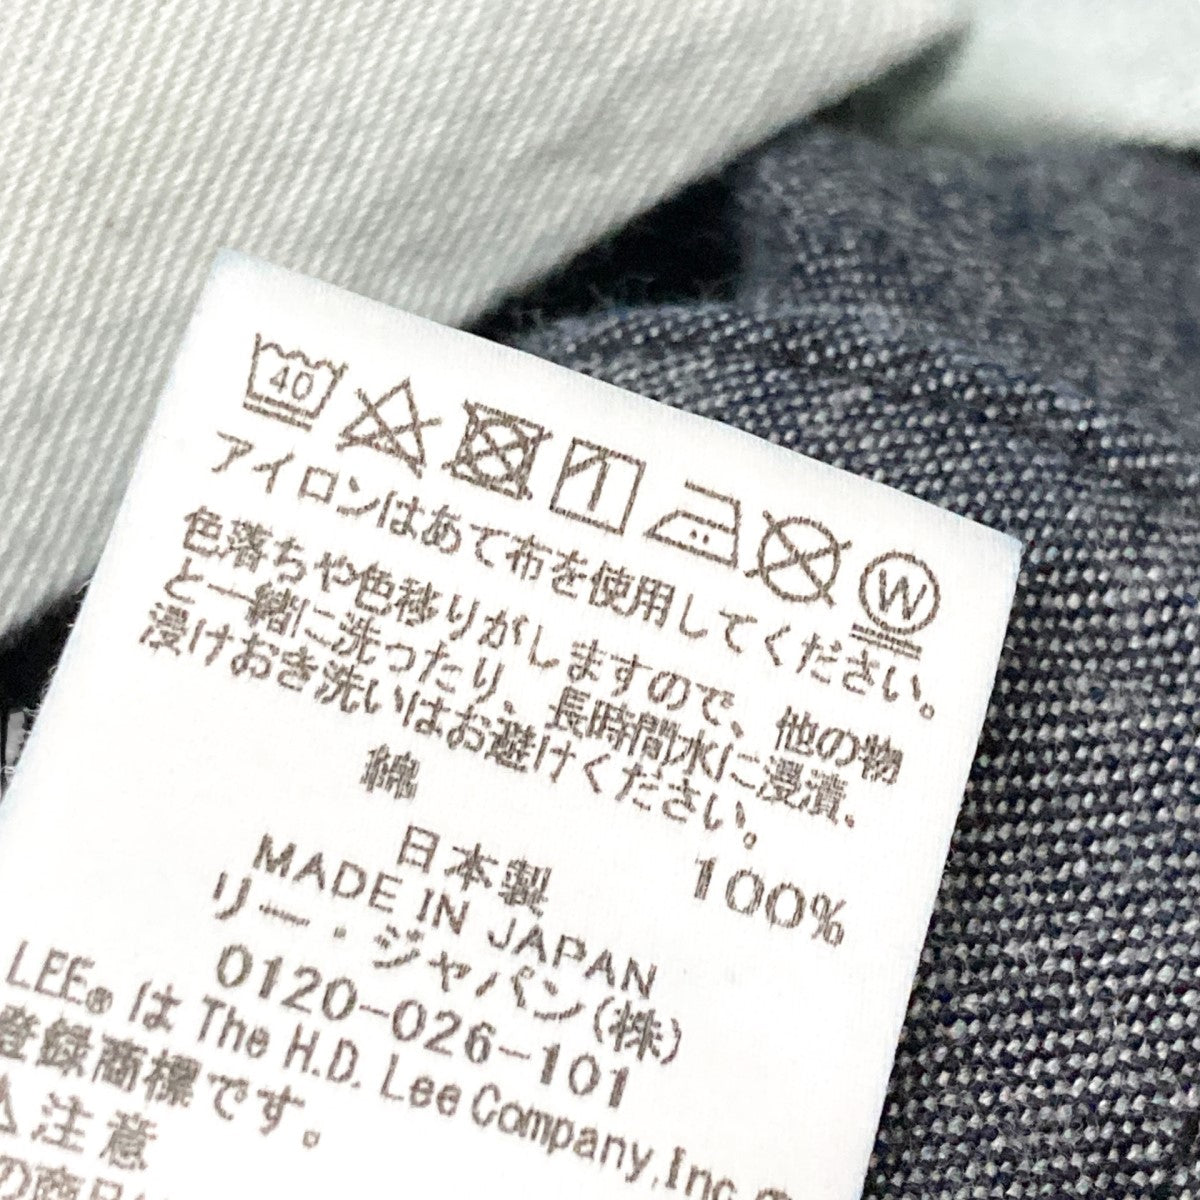 40
W
アイロンはあて布を使用してください。
色落ちや色移りがしますので、他の物
と一緒に洗ったり、長時間水に浸漬、
浸けおき洗いはお避けください。
綿 100%
日本製
MADE IN JAPAN
リー・ジャパン(株)
0120-026-101
LEE®は The H.D. Lee Company,Inc.
登録商標です。
注意
の商品